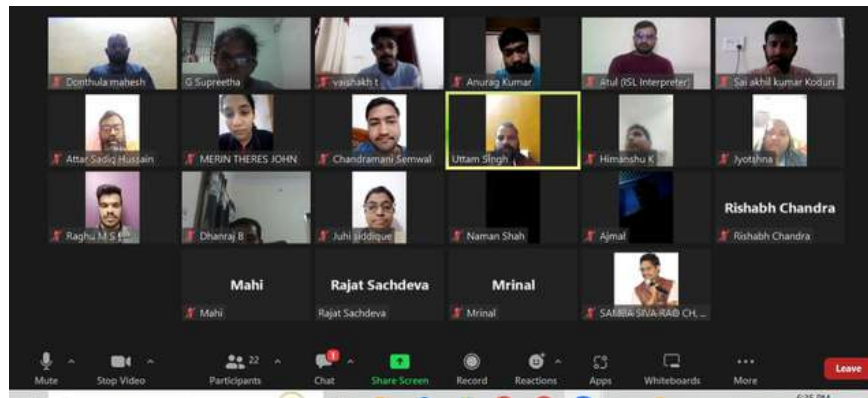 Donthula mahesh
G Supreetha
vaishakh t
Anurag Kumar
Atul (ISL Interpreter)
Sai akhil kumar Koduri
Attar Sadiq Hussain
MERIN THERES JOHN
Chandramani Semwal
Uttam Singh
Himanshu K
Jyotshna
Raghu M S
Dhanraj B
Juhi siddique
Naman Shah
Ajmal
Rishabh Chandra
Rishabh Chandra
Mahi
Rajat Sachdeva
Mrinal
Mahi
Rajat Sachdeva
Mrinal
SAMBA SIVA RAO CH, ...
22
1
Mute
Stop Video
Participants
Chat
Share Screen
Record
Reactions
Apps
Whiteboards
More
Leave